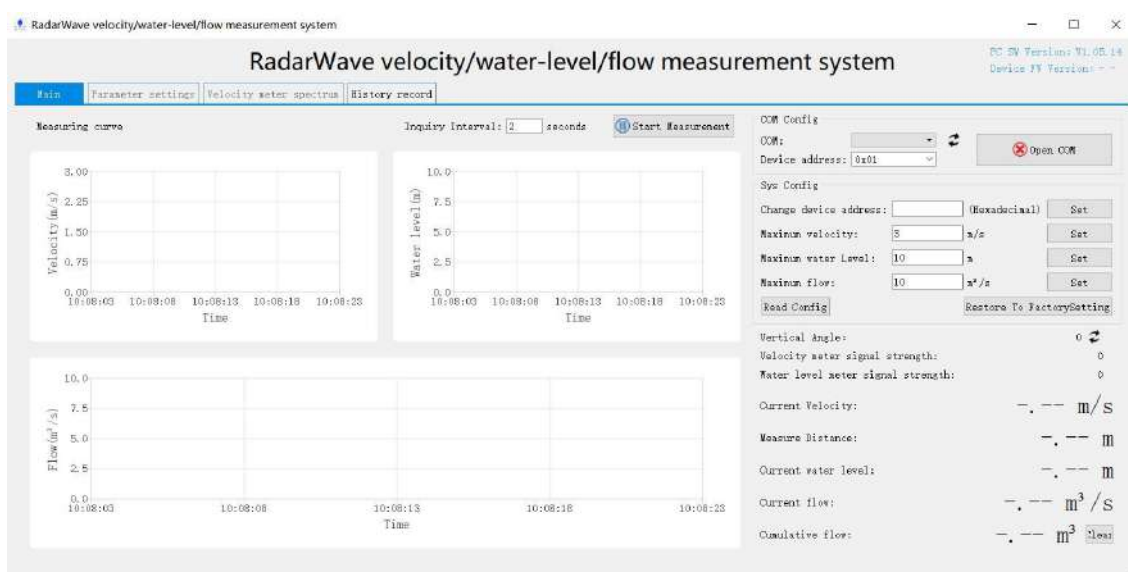 RadarWave velocity/water-level/flow measurement system
RadarWave velocity/water-level/flow measurement system
PC SW Version: V1.05.14
Device FW Version: - -
Main Parameter settings Velocity meter spectrum History record
Measuring curve
Inquiry Interval: 2 seconds Start Measurement
3.00
2.25
1.50
0.75
0.00
Velocity(m/s)
10:08:03 10:08:08 10:08:13 10:08:18 10:08:23
Time
10.0
7.5
5.0
2.5
0.0
Water level(m)
10:08:03 10:08:08 10:08:13 10:08:18 10:08:23
Time
10.0
7.5
5.0
2.5
0.0
Flow(m³/s)
10:08:03 10:08:08 10:08:13 10:08:18 10:08:23
Time
COM Config
COM:
Device address: 0x01
Open COM
Sys Config
Change device address: (Hexadecimal) Set
Maximum velocity: 3 m/s Set
Maximum water Level: 10 m Set
Maximum flow: 10 m³/s Set
Read Config Restore To FactorySetting
Vertical Angle: 0
Velocity meter signal strength: 0
Water level meter signal strength: 0
Current Velocity: -.-- m/s
Measure Distance: -.-- m
Current water level: -.-- m
Current flow: -.-- m³/s
Cumulative flow: -.-- m³ Clear